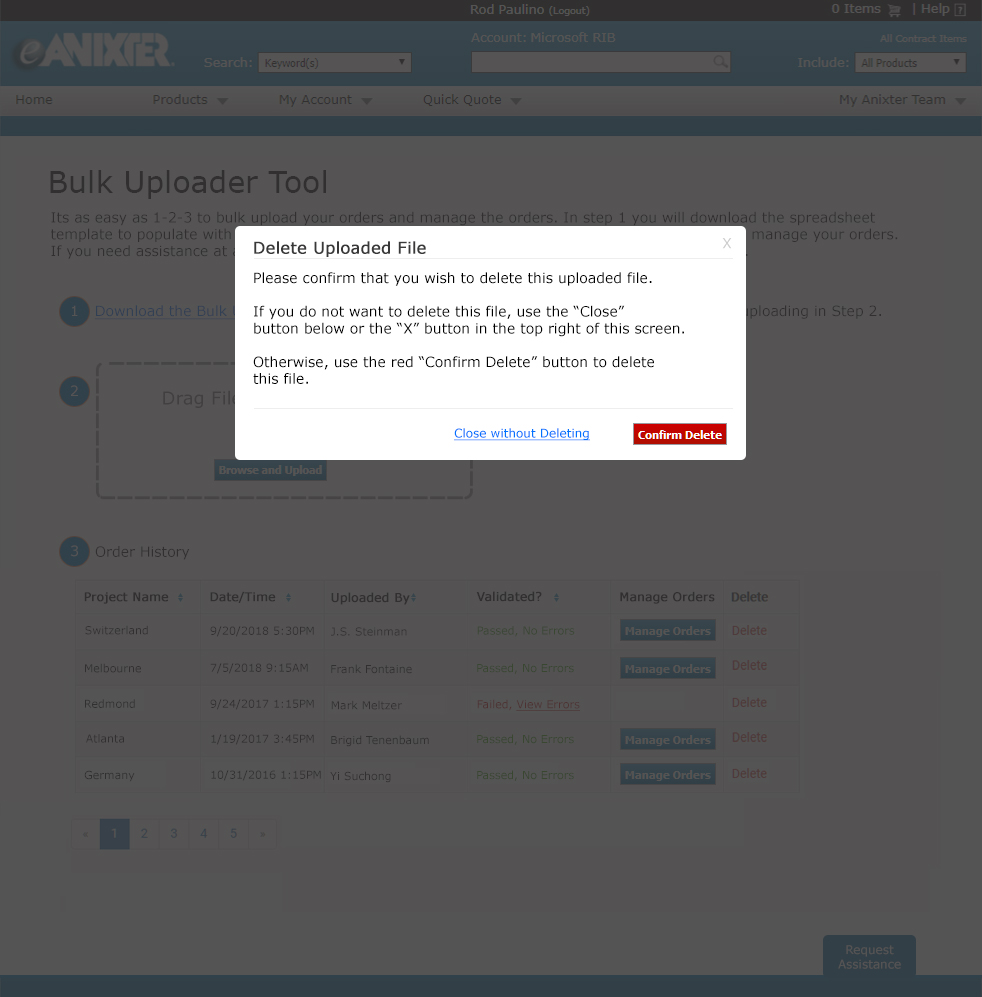 Rod Paulino (Logout)
0 Items | Help ?
eANIXTER
Account: Microsoft RIB
All Contract Items
Search: Keyword(s)
Include: All Products
Home Products My Account Quick Quote My Anixter Team
Bulk Uploader Tool
Its as easy as 1-2-3 to bulk upload your orders and manage the orders. In step 1 you will download the spreadsheet
template to populate with manage your orders.
If you need assistance at
Delete Uploaded File X
Please confirm that you wish to delete this uploaded file.
If you do not want to delete this file, use the “Close”
button below or the “X” button in the top right of this screen.
Otherwise, use the red “Confirm Delete” button to delete
this file.
Close without Deleting Confirm Delete
1 Download the Bulk uploading in Step 2.
2 Drag File
Browse and Upload
3 Order History
Project Name Date/Time Uploaded By Validated? Manage Orders Delete
Switzerland 9/20/2018 5:30PM J.S. Steinman Passed, No Errors Manage Orders Delete
Melbourne 7/5/2018 9:15AM Frank Fontaine Passed, No Errors Manage Orders Delete
Redmond 9/24/2017 1:15PM Mark Meltzer Failed, View Errors Delete
Atlanta 1/19/2017 3:45PM Brigid Tenenbaum Passed, No Errors Manage Orders Delete
Germany 10/31/2016 1:15PM Yi Suchong Passed, No Errors Manage Orders Delete
« 1 2 3 4 5 »
Request
Assistance